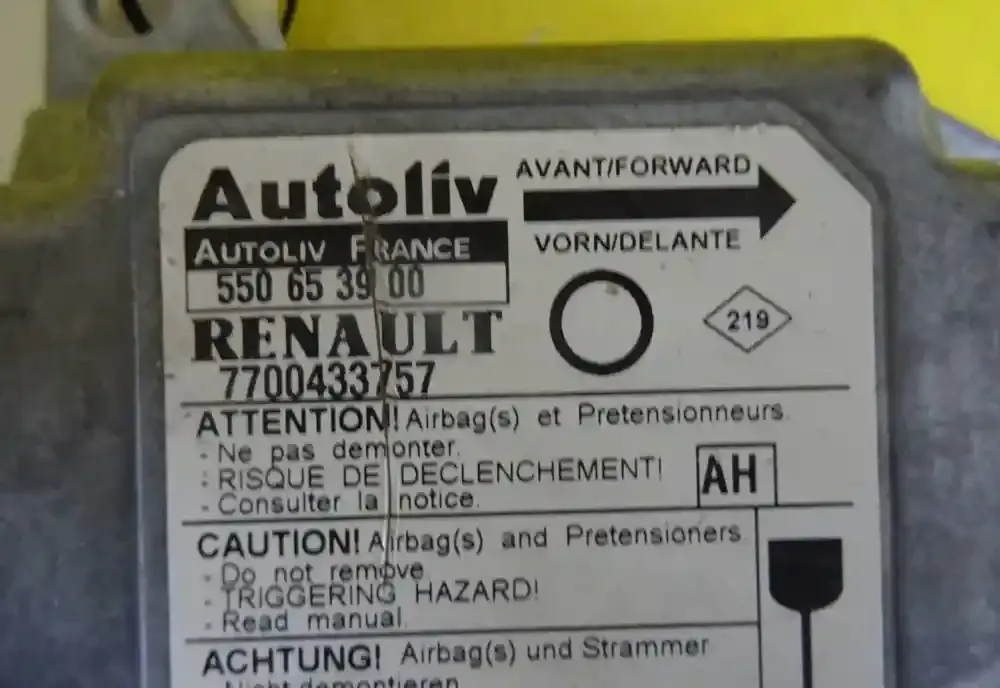 Autoliv
AVANT/FORWARD
VORN/DELANTE
AUTOLIV FRANCE
550 65 39 00
RENAULT
7700433757
219
ATTENTION! Airbag(s) et Pretensionneurs.
- Ne pas demonter.
: RISQUE DE DECLENCHEMENT!
- Consulter la notice.
AH
CAUTION! Airbag(s) and Pretensioners
- Do not remove
- TRIGGERING HAZARD!
- Read manual.
ACHTUNG! Airbag(s) und Strammer
- Nicht demontieren